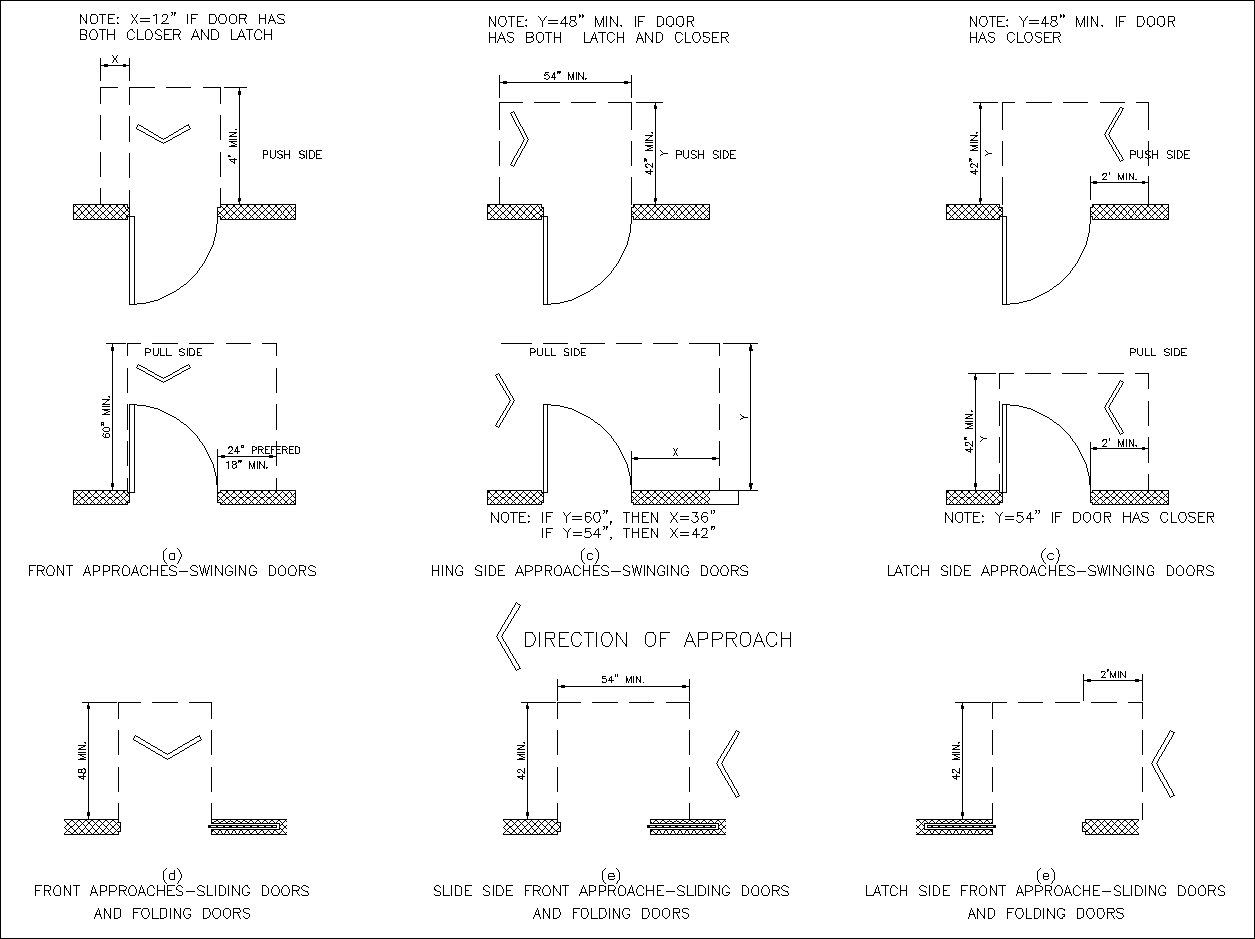 NOTE: X=12" IF DOOR HAS
BOTH CLOSER AND LATCH
X
4' MIN.
PUSH SIDE
NOTE: Y=48" MIN. IF DOOR
HAS BOTH LATCH AND CLOSER
54" MIN.
42" MIN.
Y
PUSH SIDE
NOTE: Y=48" MIN. IF DOOR
HAS CLOSER
42" MIN.
Y
PUSH SIDE
2' MIN.
PULL SIDE
60" MIN.
24" PREFERED
18" MIN.
PULL SIDE
Y
X
NOTE: IF Y=60", THEN X=36"
IF Y=54", THEN X=42"
PULL SIDE
42" MIN.
Y
2' MIN.
NOTE: Y=54" IF DOOR HAS CLOSER
(a)
FRONT APPROACHES-SWINGING DOORS
(c)
HING SIDE APPROACHES-SWINGING DOORS
(c)
LATCH SIDE APPROACHES-SWINGING DOORS
DIRECTION OF APPROACH
48 MIN.
54" MIN.
42 MIN.
2'MIN
42 MIN.
(d)
FRONT APPROACHES-SLIDING DOORS
AND FOLDING DOORS
(e)
SLIDE SIDE FRONT APPROACHE-SLIDING DOORS
AND FOLDING DOORS
(e)
LATCH SIDE FRONT APPROACHE-SLIDING DOORS
AND FOLDING DOORS